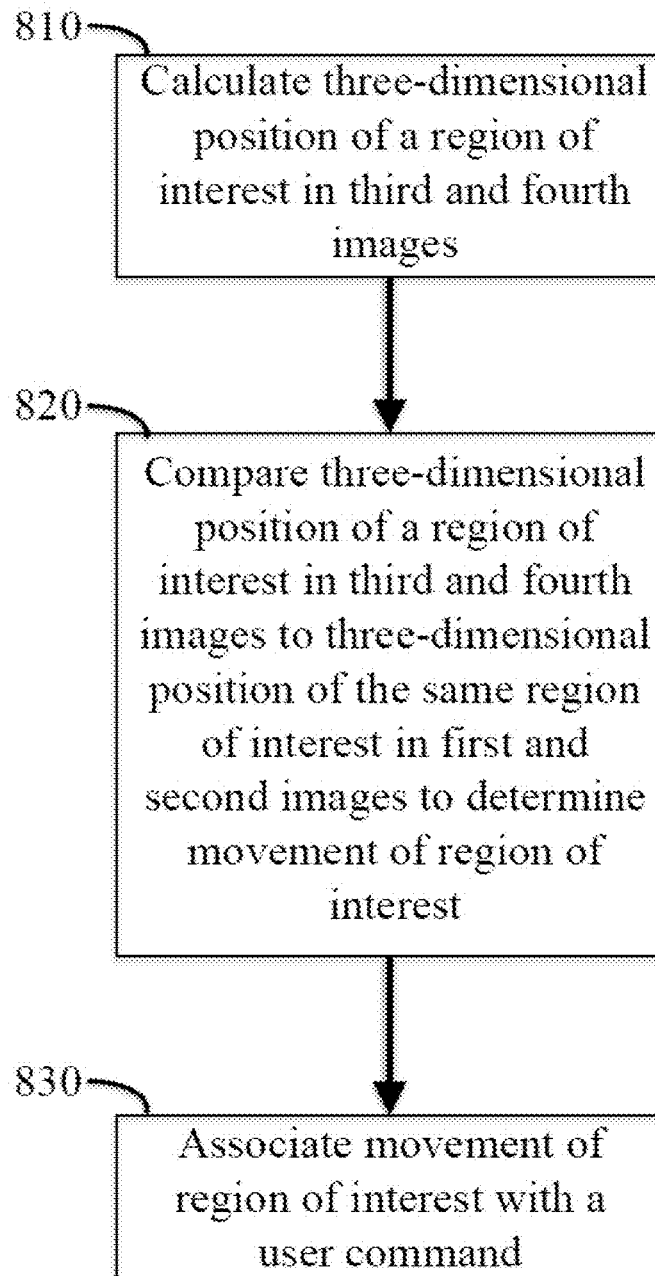 810
Calculate three-dimensional
position of a region of
interest in third and fourth
images
820
Compare three-dimensional
position of a region of
interest in third and fourth
images to three-dimensional
position of the same region
of interest in first and
second images to determine
movement of region of
interest
830
Associate movement of
region of interest with a
user command